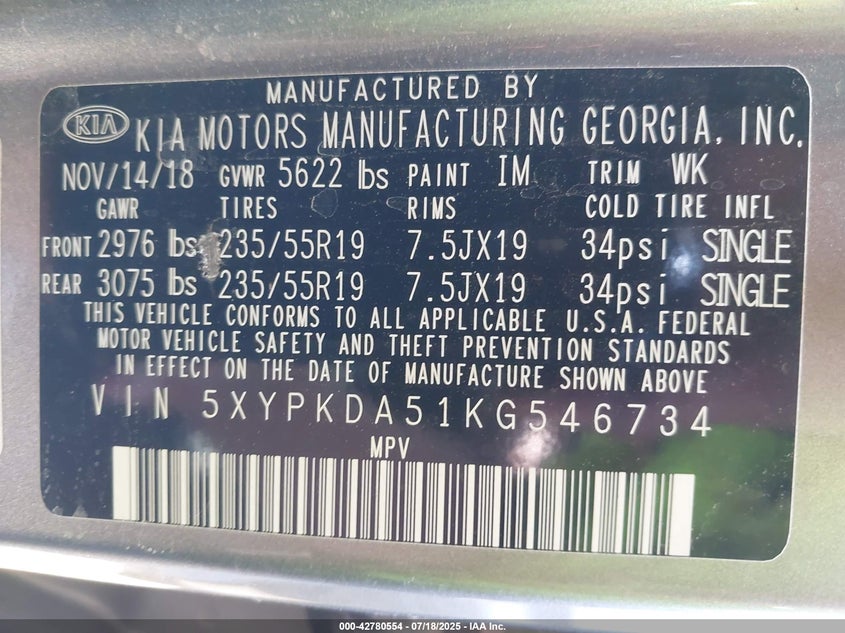 MANUFACTURED BY
KIA KIA MOTORS MANUFACTURING GEORGIA, INC.
NOV/14/18 GVWR 5622 lbs PAINT IM TRIM WK
GAWR TIRES RIMS COLD TIRE INFL
FRONT 2976 lbs 235/55R19 7.5JX19 34psi SINGLE
REAR 3075 lbs 235/55R19 7.5JX19 34psi SINGLE
THIS VEHICLE CONFORMS TO ALL APPLICABLE U.S.A. FEDERAL
MOTOR VEHICLE SAFETY AND THEFT PREVENTION STANDARDS
IN EFFECT ON THE DATE OF MANUFACTURE SHOWN ABOVE
VIN 5XYPKDA51KG546734
MPV
000-42780554 - 07/18/2025 - IAA Inc.